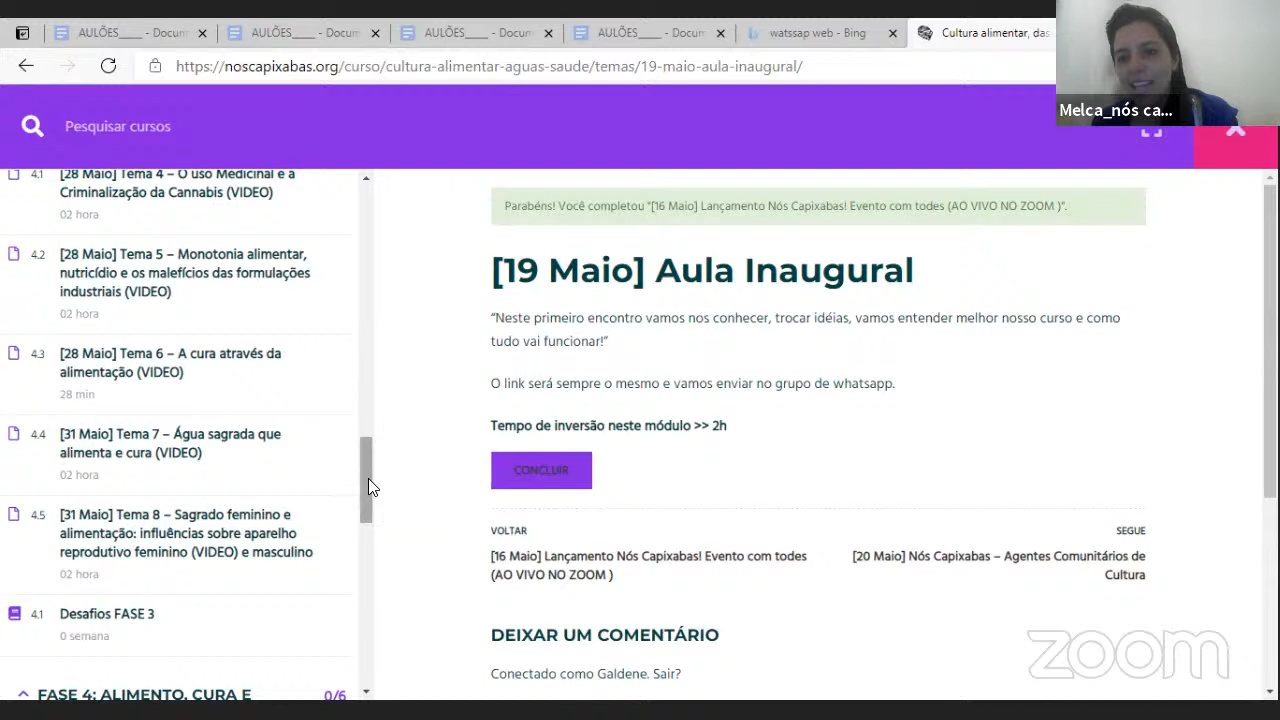 AULÕES____ - Docum
AULÕES____ - Docum
AULÕES____ - Docum
AULÕES____ - Docum
watssap web - Bing
Cultura alimentar, das
https://noscapixabas.org/curso/cultura-alimentar-aguas-saude/temas/19-maio-aula-inaugural/
Melca_nós ca...
Pesquisar cursos
4.1 [28 Maio] Tema 4 – O uso Medicinal e a
Criminalização da Cannabis (VIDEO)
02 hora
4.2 [28 Maio] Tema 5 – Monotonia alimentar,
nutricídio e os malefícios das formulações
industriais (VIDEO)
02 hora
4.3 [28 Maio] Tema 6 – A cura através da
alimentação (VIDEO)
28 min
4.4 [31 Maio] Tema 7 – Água sagrada que
alimenta e cura (VIDEO)
02 hora
4.5 [31 Maio] Tema 8 – Sagrado feminino e
alimentação: influências sobre aparelho
reprodutivo feminino (VIDEO) e masculino
02 hora
4.1 Desafios FASE 3
0 semana
FASE 4: ALIMENTO, CURA E 0/6
Parabéns! Você completou "[16 Maio] Lançamento Nós Capixabas! Evento com todes (AO VIVO NO ZOOM )".
[19 Maio] Aula Inaugural
“Neste primeiro encontro vamos nos conhecer, trocar idéias, vamos entender melhor nosso curso e como
tudo vai funcionar!”
O link será sempre o mesmo e vamos enviar no grupo de whatsapp.
Tempo de inversão neste módulo >> 2h
CONCLUIR
VOLTAR
[16 Maio] Lançamento Nós Capixabas! Evento com todes
(AO VIVO NO ZOOM )
SEGUE
[20 Maio] Nós Capixabas – Agentes Comunitários de
Cultura
DEIXAR UM COMENTÁRIO
Conectado como Galdene. Sair?
zoom